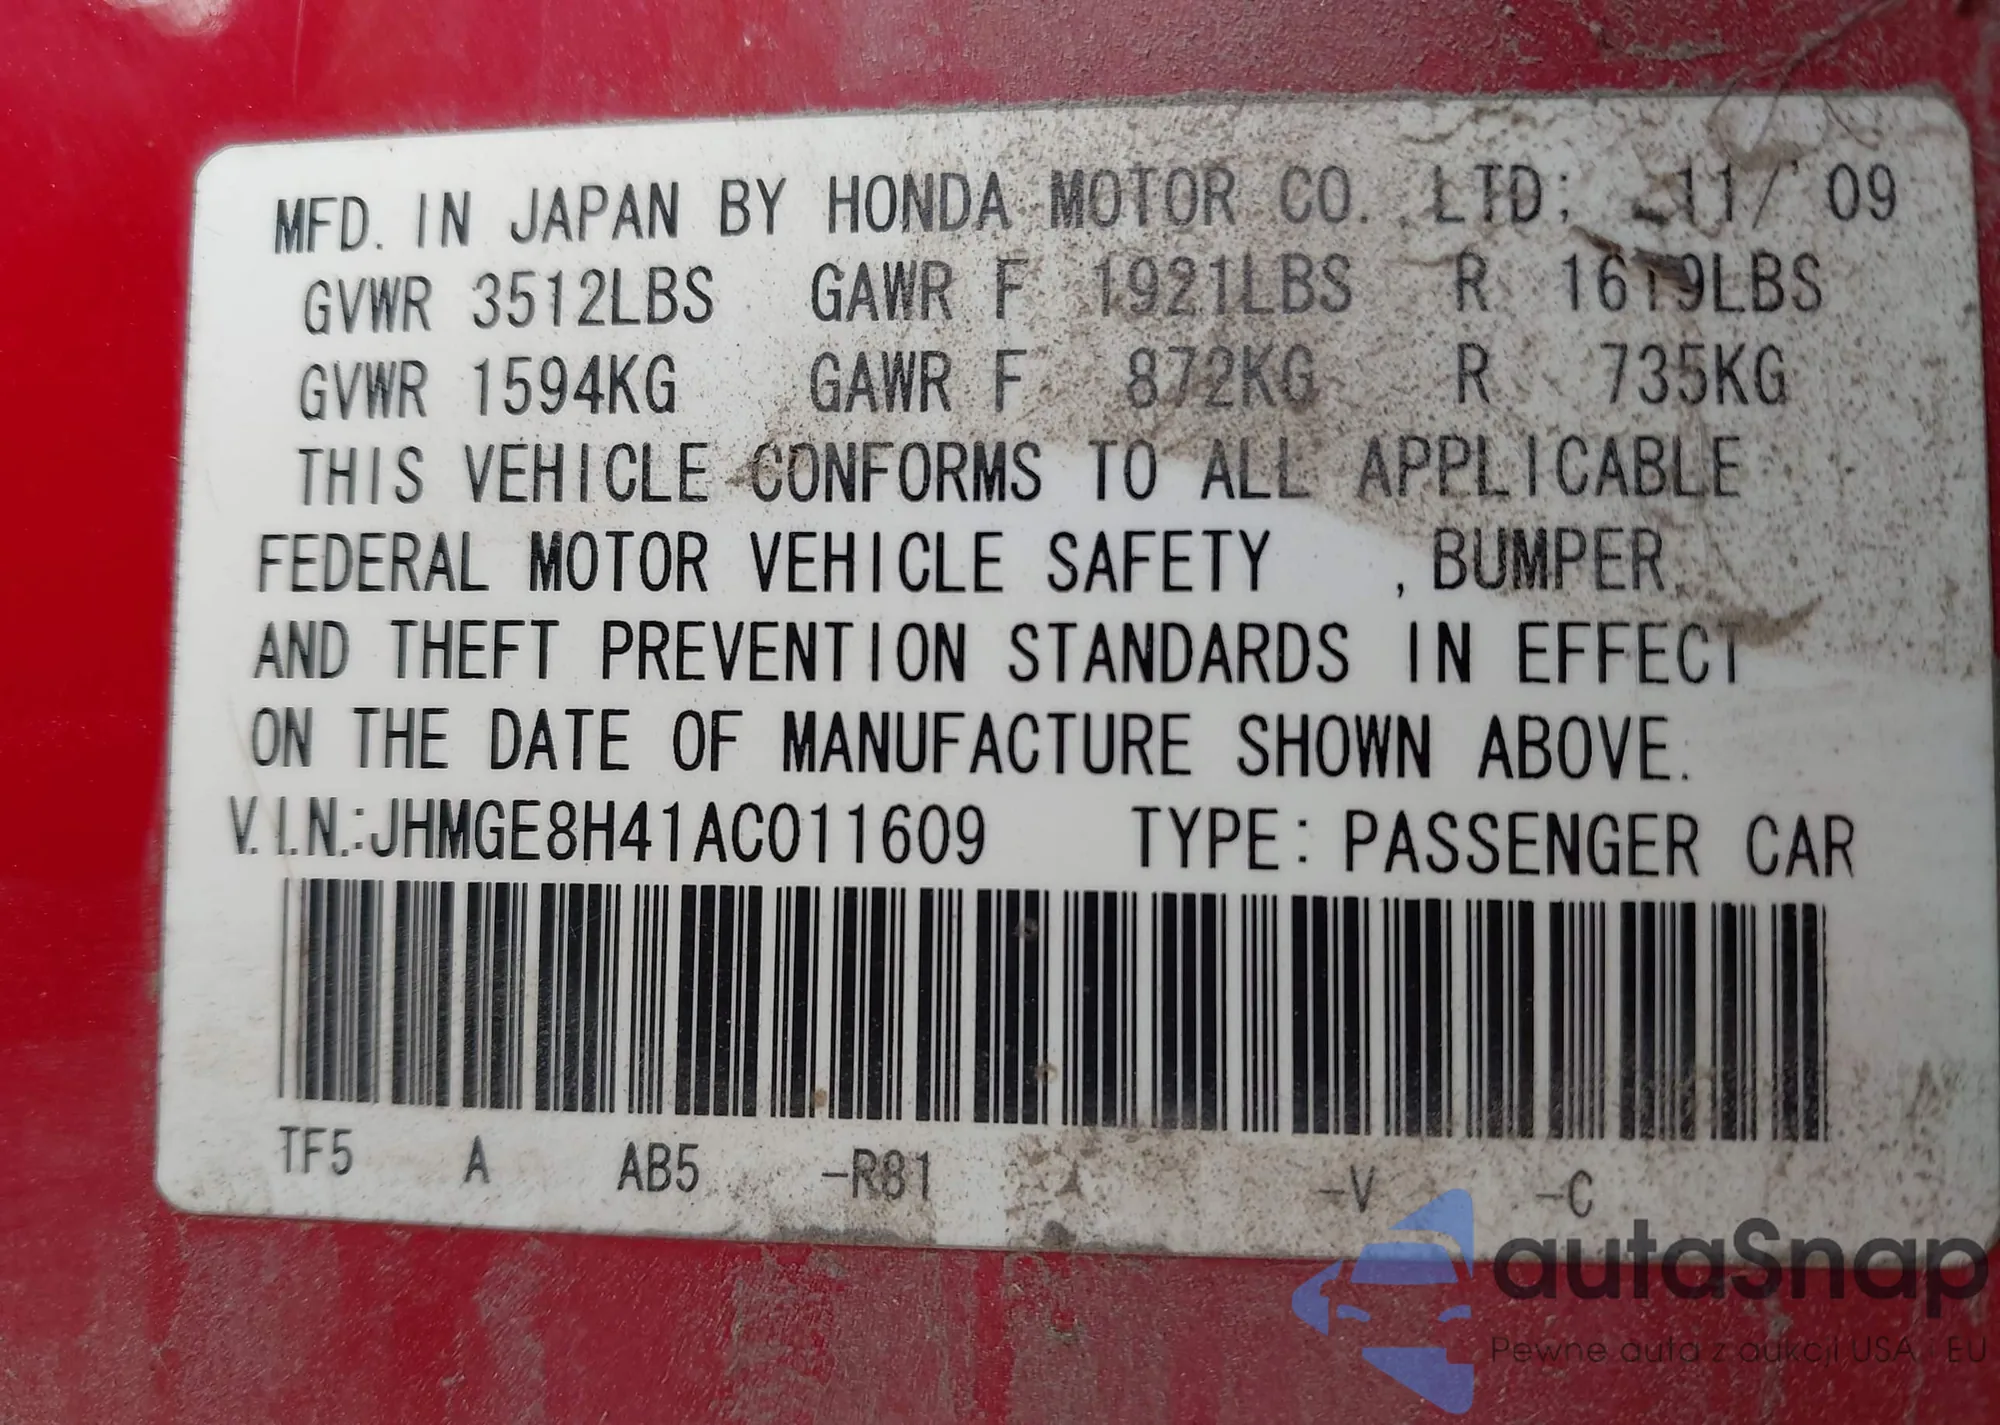 MFD. IN JAPAN BY HONDA MOTOR CO. LTD; 11/ 09
GVWR 3512LBS GAWR F 1921LBS R 1619LBS
GVWR 1594KG GAWR F 872KG R 735KG
THIS VEHICLE CONFORMS TO ALL APPLICABLE
FEDERAL MOTOR VEHICLE SAFETY , BUMPER,
AND THEFT PREVENTION STANDARDS IN EFFECT
ON THE DATE OF MANUFACTURE SHOWN ABOVE.
V.I.N.:JHMGE8H41AC011609 TYPE: PASSENGER CAR
TF5 A AB5 -R81 -V -C
autaSnap
Pewne auta z aukcji USA i EU